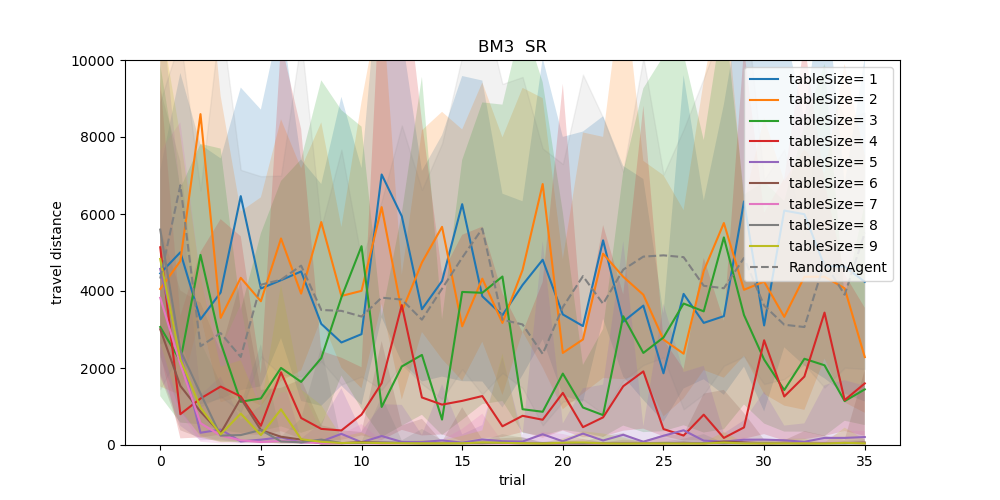 BM3 SR
travel distance
10000
8000
6000
4000
2000
0
0 5 10 15 20 25 30 35
trial
tableSize= 1
tableSize= 2
tableSize= 3
tableSize= 4
tableSize= 5
tableSize= 6
tableSize= 7
tableSize= 8
tableSize= 9
RandomAgent